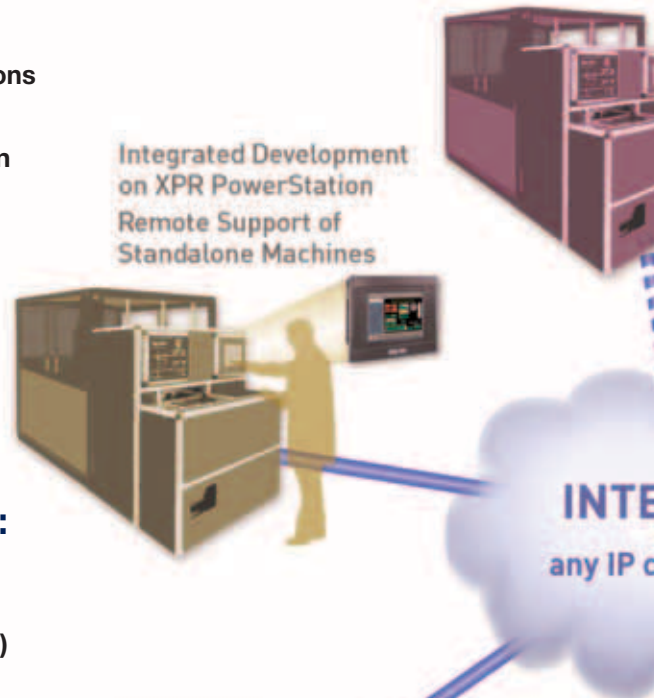 ons
n
Integrated Development
on XPR PowerStation
Remote Support of
Standalone Machines
INTE
any IP c
:
)